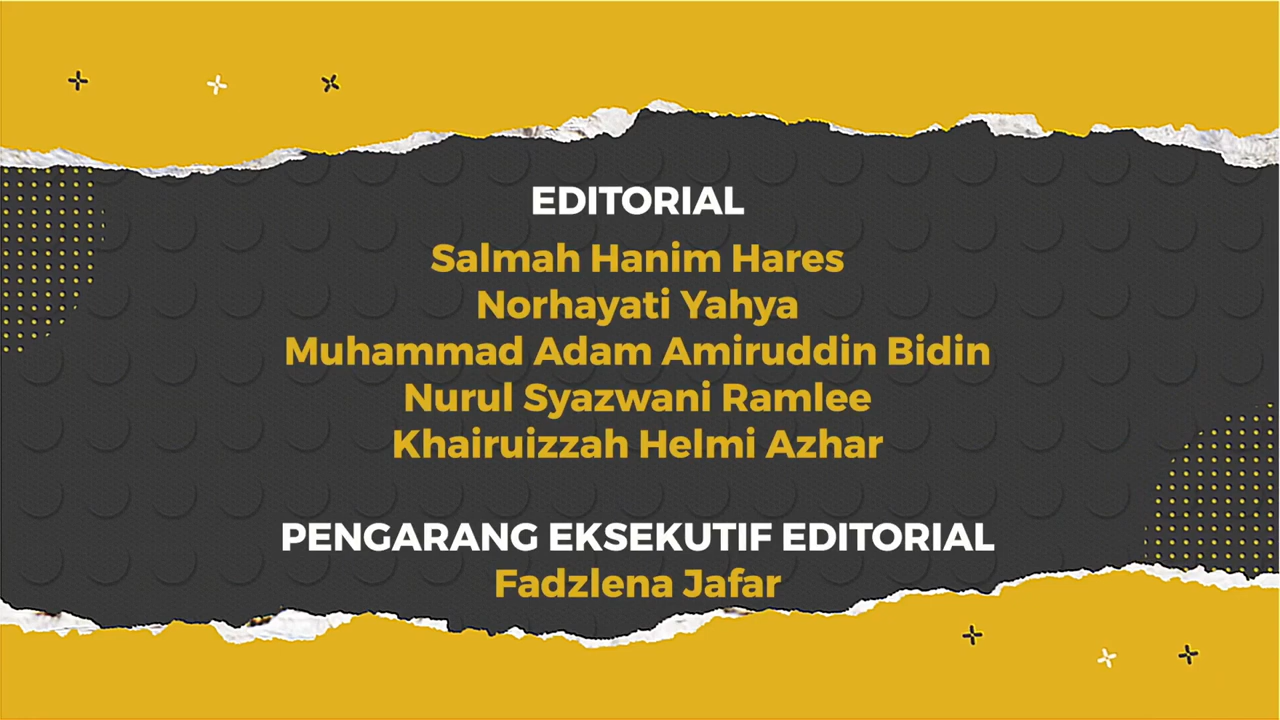 EDITORIAL
Salmah Hanim Hares
Norhayati Yahya
Muhammad Adam Amiruddin Bidin
Nurul Syazwani Ramlee
Khairuizzah Helmi Azhar
PENGARANG EKSEKUTIF EDITORIAL
Fadzlena Jafar